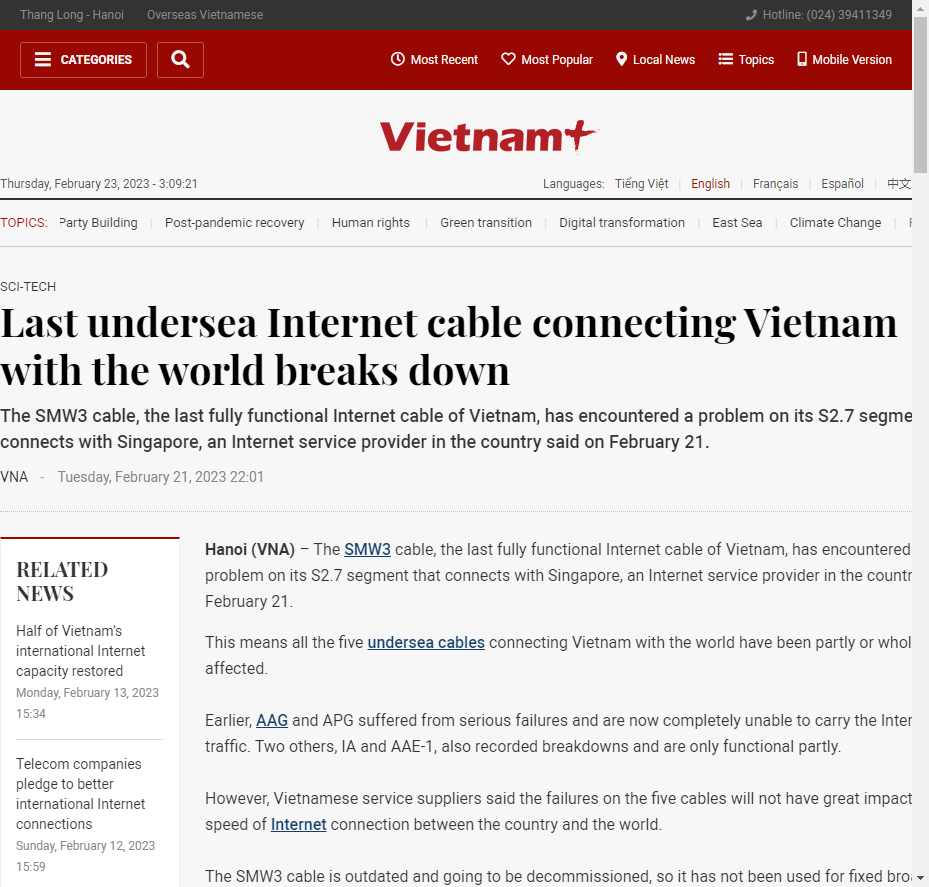 Thang Long - Hanoi Overseas Vietnamese Hotline: (024) 39411349
CATEGORIES Most Recent Most Popular Local News Topics Mobile Version
Vietnam+
Thursday, February 23, 2023 - 3:09:21 Languages: Tiếng Việt | English | Français | Español | 中文
TOPICS: Party Building | Post-pandemic recovery | Human rights | Green transition | Digital transformation | East Sea | Climate Change |
SCI-TECH
Last undersea Internet cable connecting Vietnam
with the world breaks down
The SMW3 cable, the last fully functional Internet cable of Vietnam, has encountered a problem on its S2.7 segme
connects with Singapore, an Internet service provider in the country said on February 21.
VNA - Tuesday, February 21, 2023 22:01
RELATED
NEWS
Half of Vietnam's
international Internet
capacity restored
Monday, February 13, 2023
15:34
Telecom companies
pledge to better
international Internet
connections
Sunday, February 12, 2023
15:59
Hanoi (VNA) – The SMW3 cable, the last fully functional Internet cable of Vietnam, has encountered
problem on its S2.7 segment that connects with Singapore, an Internet service provider in the countr
February 21.
This means all the five undersea cables connecting Vietnam with the world have been partly or whol
affected.
Earlier, AAG and APG suffered from serious failures and are now completely unable to carry the Inter
traffic. Two others, IA and AAE-1, also recorded breakdowns and are only functional partly.
However, Vietnamese service suppliers said the failures on the five cables will not have great impact
speed of Internet connection between the country and the world.
The SMW3 cable is outdated and going to be decommissioned, so it has not been used for fixed broa